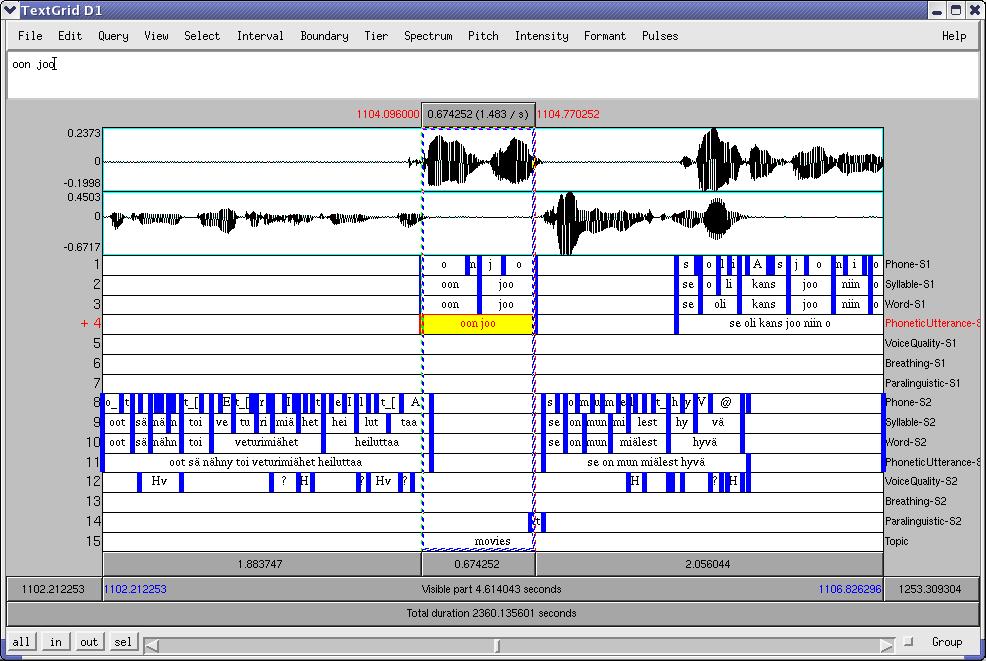 TextGrid D1
File Edit Query View Select Interval Boundary Tier Spectrum Pitch Intensity Formant Pulses Help
oon joo
1104.096000 0.674252 (1.483 / s) 1104.770252
0.2373
0
-0.1998
0.4503
0
-0.6717
1 o n j o s o l i A s j o n i o Phone-S1
2 oon joo se o li kans joo niin o Syllable-S1
3 oon joo se oli kans joo niin o Word-S1
+ 4 oon joo se oli kans joo niin o PhoneticUtterance-S
5 VoiceQuality-S1
6 Breathing-S1
7 Paralinguistic-S1
8 o_ t t_[ E t_[ r I t e I l t_[ A s o m u m e l t_ h y V @ Phone-S2
9 oot sä nä n toi ve tu ri miä het hei lut taa se on mun mi lest hy vä Syllable-S2
10 oot sä nähn toi veturimiähet heiluttaa se on mun miälest hyvä Word-S2
11 oot sä nähny toi veturimiähet heiluttaa se on mun miälest hyvä PhoneticUtterance-S
12 Hv ? H ? Hv ? H ? H VoiceQuality-S2
13 Breathing-S2
14 t Paralinguistic-S2
15 movies Topic
1.883747 0.674252 2.056044
1102.212253 1102.212253 Visible part 4.614043 seconds 1106.826296 1253.309304
Total duration 2360.135601 seconds
all in out sel Group